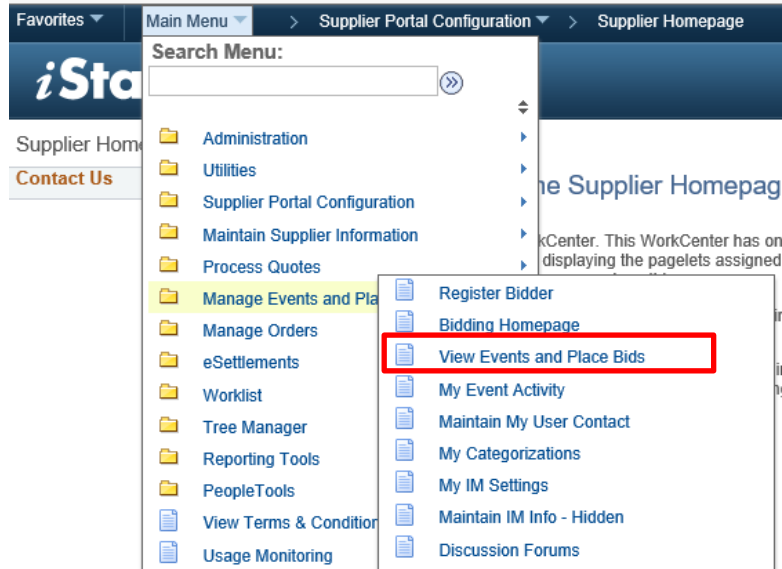 Favorites Main Menu > Supplier Portal Configuration > Supplier Homepage
Search Menu:
iSta
Supplier Hom
Contact Us
Administration
Utilities
Supplier Portal Configuration
Maintain Supplier Information
Process Quotes
Manage Events and Pla
Manage Orders
eSettlements
Worklist
Tree Manager
Reporting Tools
PeopleTools
View Terms & Condition
Usage Monitoring
Register Bidder
Bidding Homepage
View Events and Place Bids
My Event Activity
Maintain My User Contact
My Categorizations
My IM Settings
Maintain IM Info - Hidden
Discussion Forums
he Supplier Homepag
kCenter. This WorkCenter has on
displaying the pagelets assigned